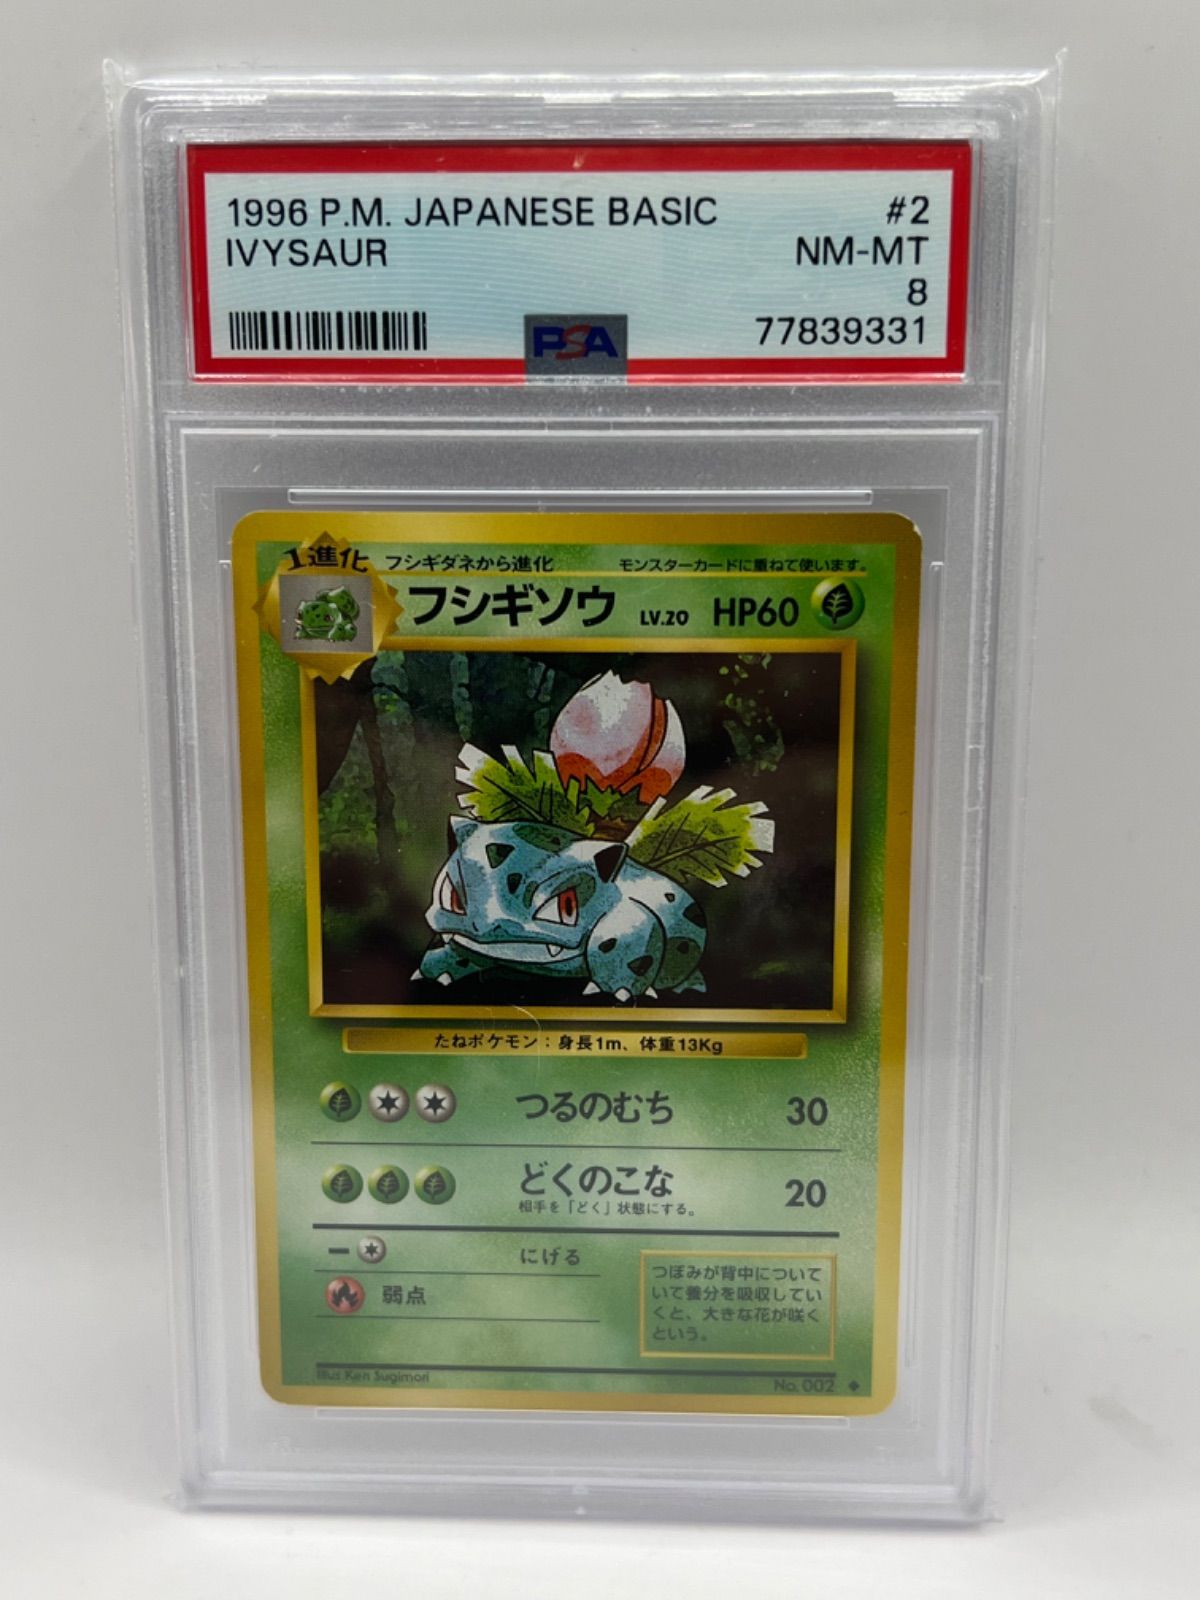 1996 P.M. JAPANESE BASIC #2
IVYSAUR NM-MT
8
77839331
PSA
1進化 フシギダネから進化 モンスターカードに重ねて使います。
フシギソウ LV.20 HP60
たねポケモン：身長1m、体重13Kg
つるのむち 30
どくのこな 20
相手を「どく」状態にする。
− にげる
弱点
つぼみが背中について
いて養分を吸収してい
くと、大きな花が咲く
という。
Illus. Ken Sugimori No. 002 ◆